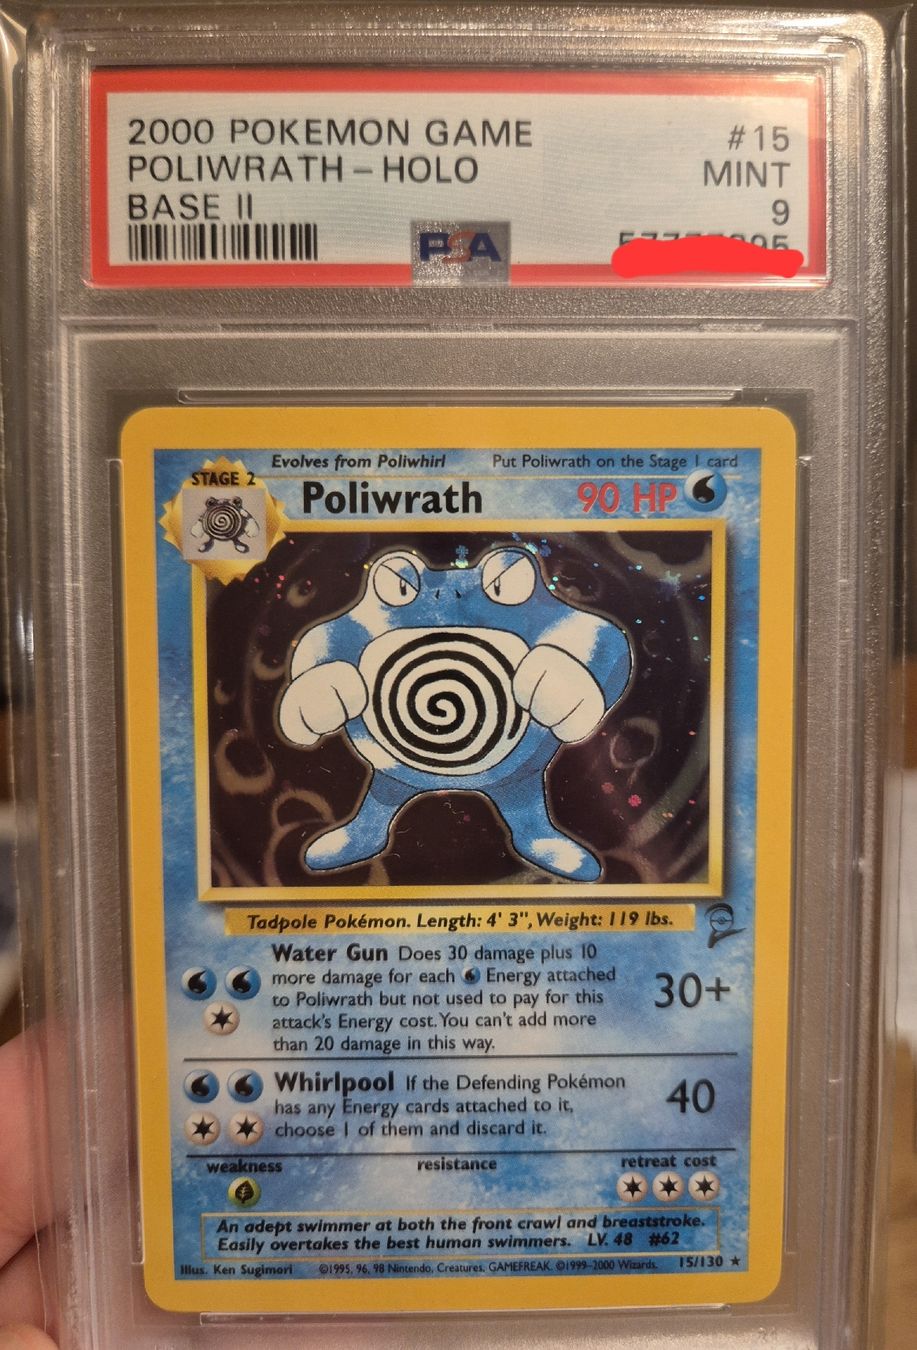 2000 POKEMON GAME #15
POLIWRATH - HOLO MINT
BASE II 9
PSA
STAGE 2
Evolves from Poliwhirl Put Poliwrath on the Stage 1 card
Poliwrath 90 HP
Tadpole Pokémon. Length: 4' 3", Weight: 119 lbs.
Water Gun Does 30 damage plus 10
more damage for each Energy attached
to Poliwrath but not used to pay for this
attack's Energy cost. You can't add more
than 20 damage in this way.
30+
Whirlpool If the Defending Pokémon
has any Energy cards attached to it,
choose 1 of them and discard it.
40
weakness resistance retreat cost
An adept swimmer at both the front crawl and breaststroke.
Easily overtakes the best human swimmers. LV. 48 #62
Illus. Ken Sugimori ©1995, 96, 98 Nintendo, Creatures, GAMEFREAK. ©1999-2000 Wizards. 15/130